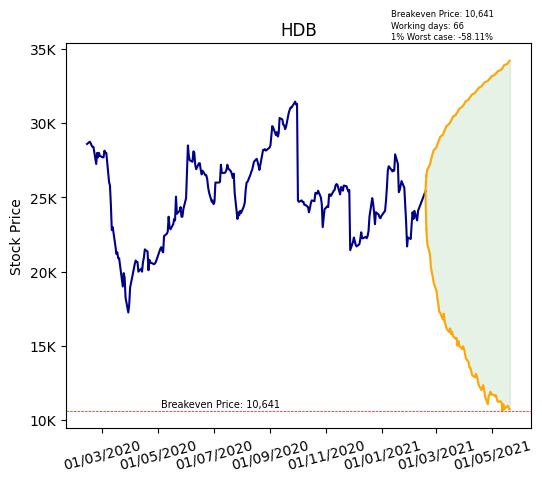 Breakeven Price: 10,641
Working days: 66
1% Worst case: -58.11%
HDB
35K
30K
25K
20K
15K
10K
Stock Price
Breakeven Price: 10,641
01/03/2020
01/05/2020
01/07/2020
01/09/2020
01/11/2020
01/01/2021
01/03/2021
01/05/2021